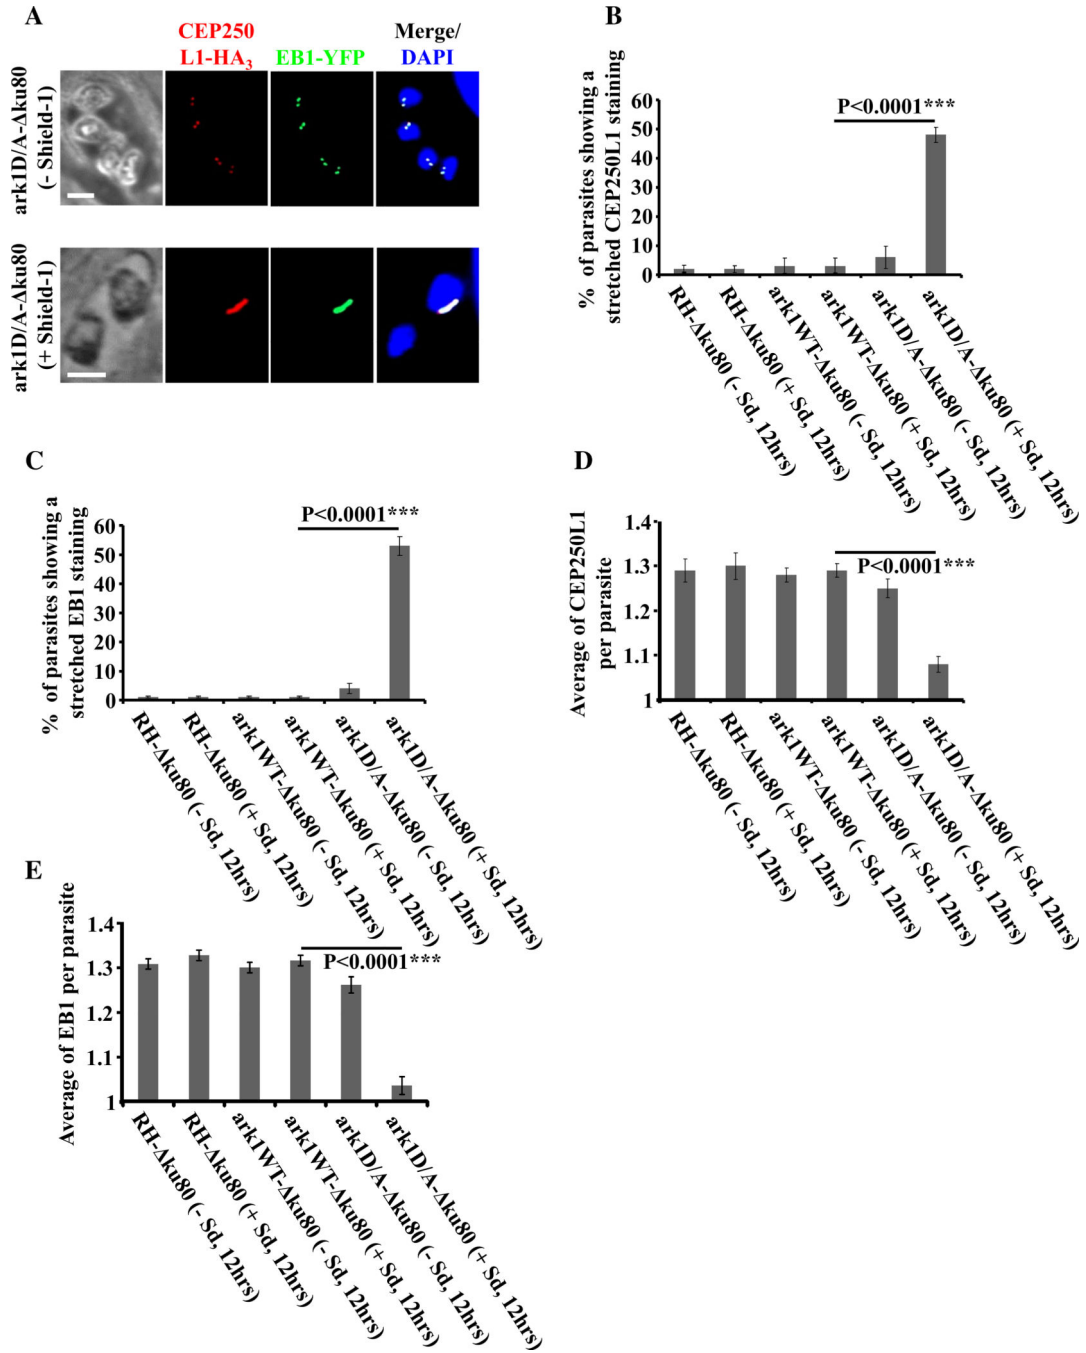 A
CEP250
L1-HA3
EB1-YFP
Merge/
DAPI
ark1D/A-Δku80
(- Shield-1)
ark1D/A-Δku80
(+ Shield-1)
B
% of parasites showing a
stretched CEP250L1 staining
60
50
40
30
20
10
0
P<0.0001***
RH-Δku80 (- Sd, 12hrs)
RH-Δku80 (+ Sd, 12hrs)
ark1WT-Δku80 (- Sd, 12hrs)
ark1WT-Δku80 (+ Sd, 12hrs)
ark1D/A-Δku80 (- Sd, 12hrs)
ark1D/A-Δku80 (+ Sd, 12hrs)
C
% of parasites showing a
stretched EB1 staining
60
50
40
30
20
10
0
P<0.0001***
RH-Δku80 (- Sd, 12hrs)
RH-Δku80 (+ Sd, 12hrs)
ark1WT-Δku80 (- Sd, 12hrs)
ark1WT-Δku80 (+ Sd, 12hrs)
ark1D/A-Δku80 (- Sd, 12hrs)
ark1D/A-Δku80 (+ Sd, 12hrs)
D
Average of CEP250L1
per parasite
1.4
1.3
1.2
1.1
1
P<0.0001***
RH-Δku80 (- Sd, 12hrs)
RH-Δku80 (+ Sd, 12hrs)
ark1WT-Δku80 (- Sd, 12hrs)
ark1WT-Δku80 (+ Sd, 12hrs)
ark1D/A-Δku80 (- Sd, 12hrs)
ark1D/A-Δku80 (+ Sd, 12hrs)
E
Average of EB1 per parasite
1.4
1.3
1.2
1.1
1
P<0.0001***
RH-Δku80 (- Sd, 12hrs)
RH-Δku80 (+ Sd, 12hrs)
ark1WT-Δku80 (- Sd, 12hrs)
ark1WT-Δku80 (+ Sd, 12hrs)
ark1D/A-Δku80 (- Sd, 12hrs)
ark1D/A-Δku80 (+ Sd, 12hrs)